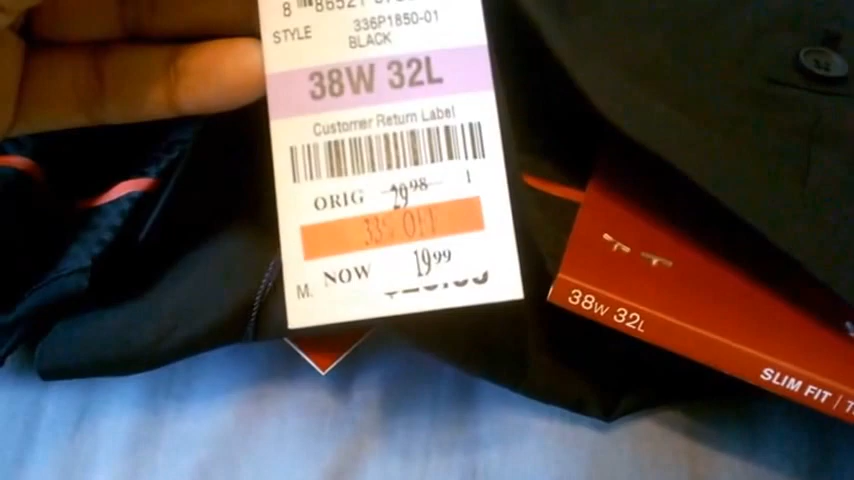 STYLE 336P1850-01
BLACK
38W 32L
Customer Return Label
ORIG 29.98 1
33% OFF
NOW 19.99
M.
38W 32L
SLIM FIT